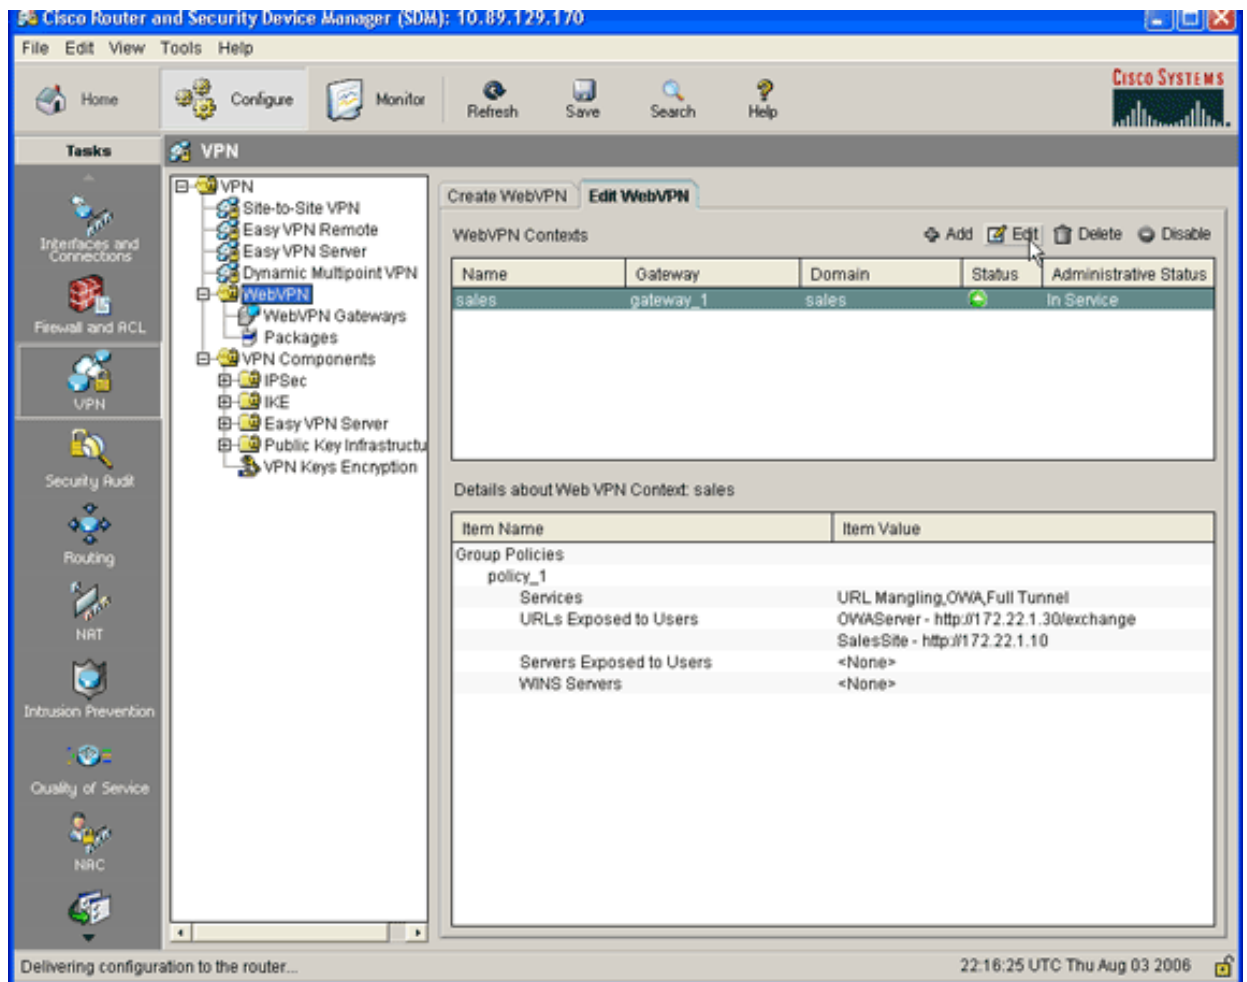 Cisco Router and Security Device Manager (SDM): 10.89.129.170
File Edit View Tools Help
Home Configure Monitor Refresh Save Search Help
CISCO SYSTEMS
Tasks
VPN
Interfaces and
Connections
Firewall and ACL
VPN
Security Audit
Routing
NAT
Intrusion Prevention
Quality of Service
NAC
VPN
Site-to-Site VPN
Easy VPN Remote
Easy VPN Server
Dynamic Multipoint VPN
WebVPN
WebVPN Gateways
Packages
VPN Components
IPSec
IKE
Easy VPN Server
Public Key Infrastructu
VPN Keys Encryption
Create WebVPN Edit WebVPN
WebVPN Contexts Add Edit Delete Disable
Name Gateway Domain Status Administrative Status
sales gateway_1 sales In Service
Details about Web VPN Context: sales
Item Name Item Value
Group Policies
policy_1
Services URL Mangling,OWA,Full Tunnel
URLs Exposed to Users OWAServer - http://172.22.1.30/exchange
SalesSite - http://172.22.1.10
Servers Exposed to Users <None>
WINS Servers <None>
Delivering configuration to the router... 22:16:25 UTC Thu Aug 03 2006